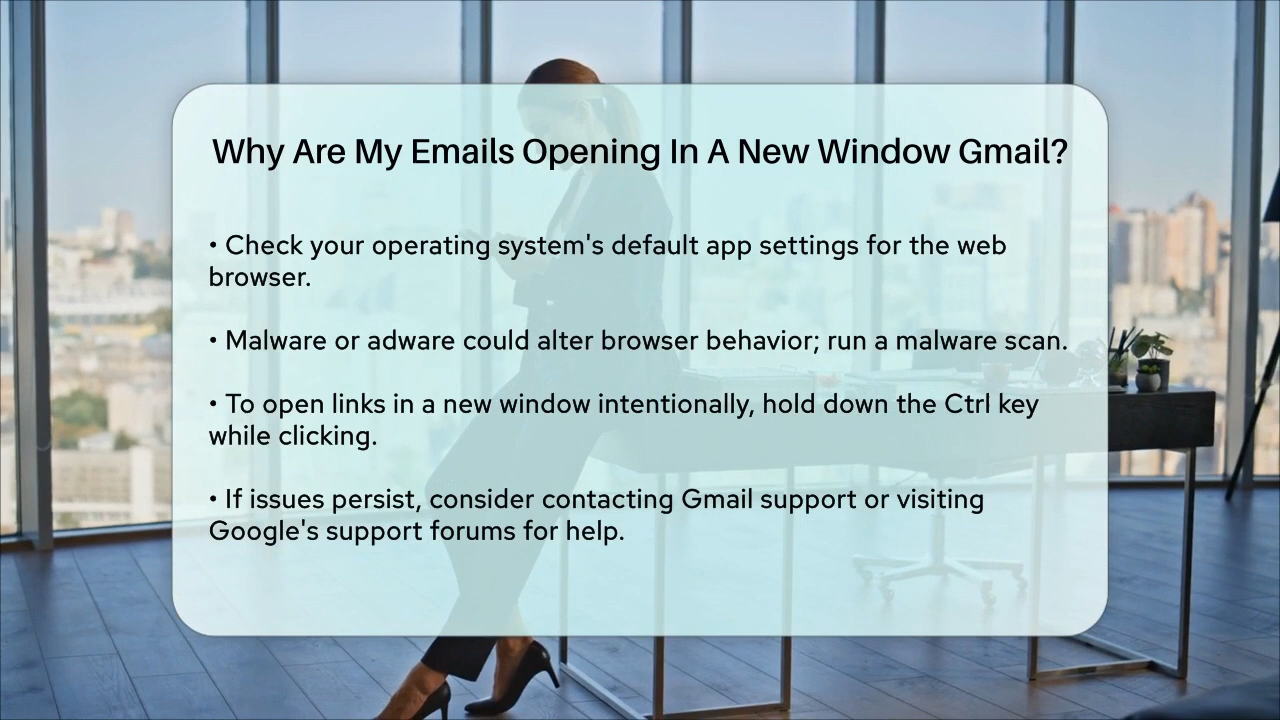 Why Are My Emails Opening In A New Window Gmail?
• Check your operating system's default app settings for the web
browser.
• Malware or adware could alter browser behavior; run a malware scan.
• To open links in a new window intentionally, hold down the Ctrl key
while clicking.
• If issues persist, consider contacting Gmail support or visiting
Google's support forums for help.